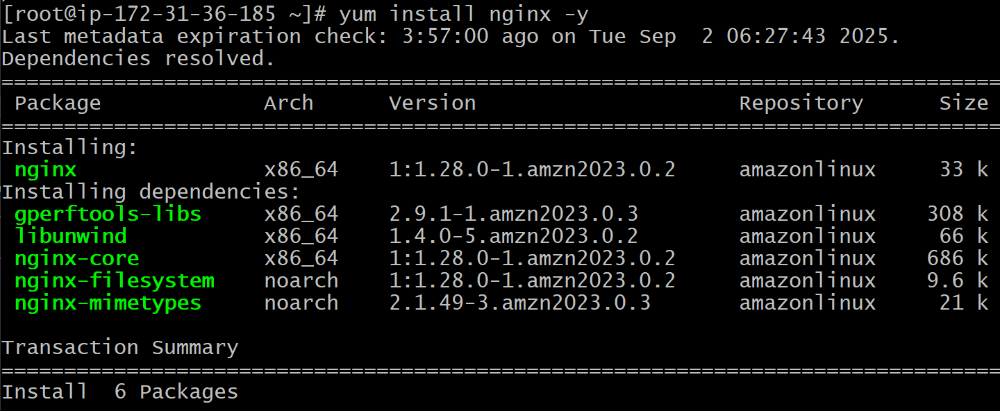 [root@ip-172-31-36-185 ~]# yum install nginx -y
Last metadata expiration check: 3:57:00 ago on Tue Sep  2 06:27:43 2025.
Dependencies resolved.
================================================================================
 Package             Arch      Version                     Repository      Size
================================================================================
Installing:
 nginx               x86_64    1:1.28.0-1.amzn2023.0.2     amazonlinux     33 k
Installing dependencies:
 gperftools-libs     x86_64    2.9.1-1.amzn2023.0.3        amazonlinux    308 k
 libunwind           x86_64    1.4.0-5.amzn2023.0.2        amazonlinux     66 k
 nginx-core          x86_64    1:1.28.0-1.amzn2023.0.2     amazonlinux    686 k
 nginx-filesystem    noarch    1:1.28.0-1.amzn2023.0.2     amazonlinux    9.6 k
 nginx-mimetypes     noarch    2.1.49-3.amzn2023.0.3       amazonlinux     21 k

Transaction Summary
================================================================================
Install  6 Packages